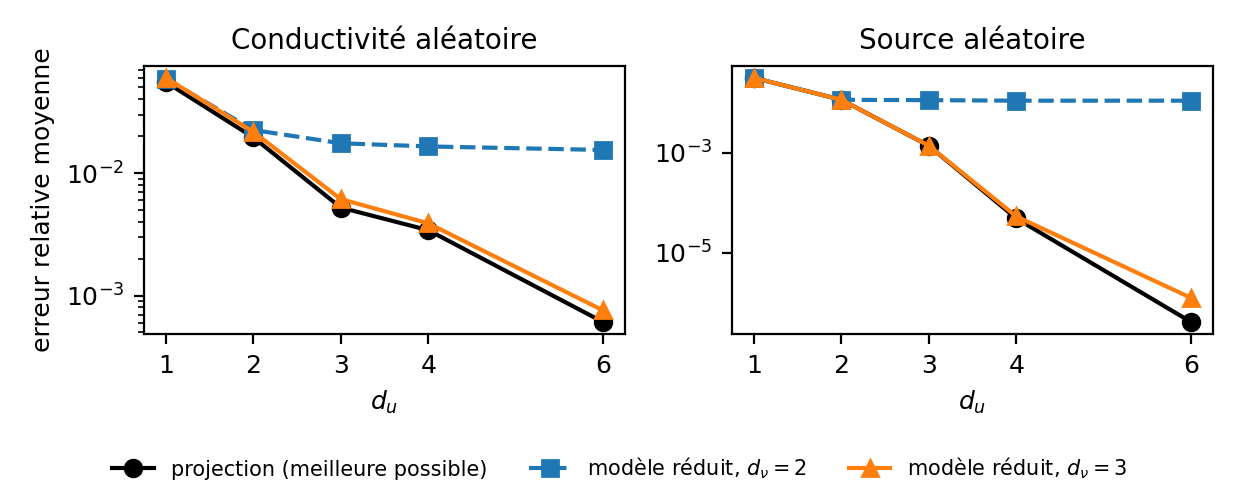 Conductivité aléatoire
erreur relative moyenne
10⁻²
10⁻³
1 2 3 4 6
d_u
Source aléatoire
10⁻³
10⁻⁵
1 2 3 4 6
d_u
projection (meilleure possible)
modèle réduit, d_ν = 2
modèle réduit, d_ν = 3